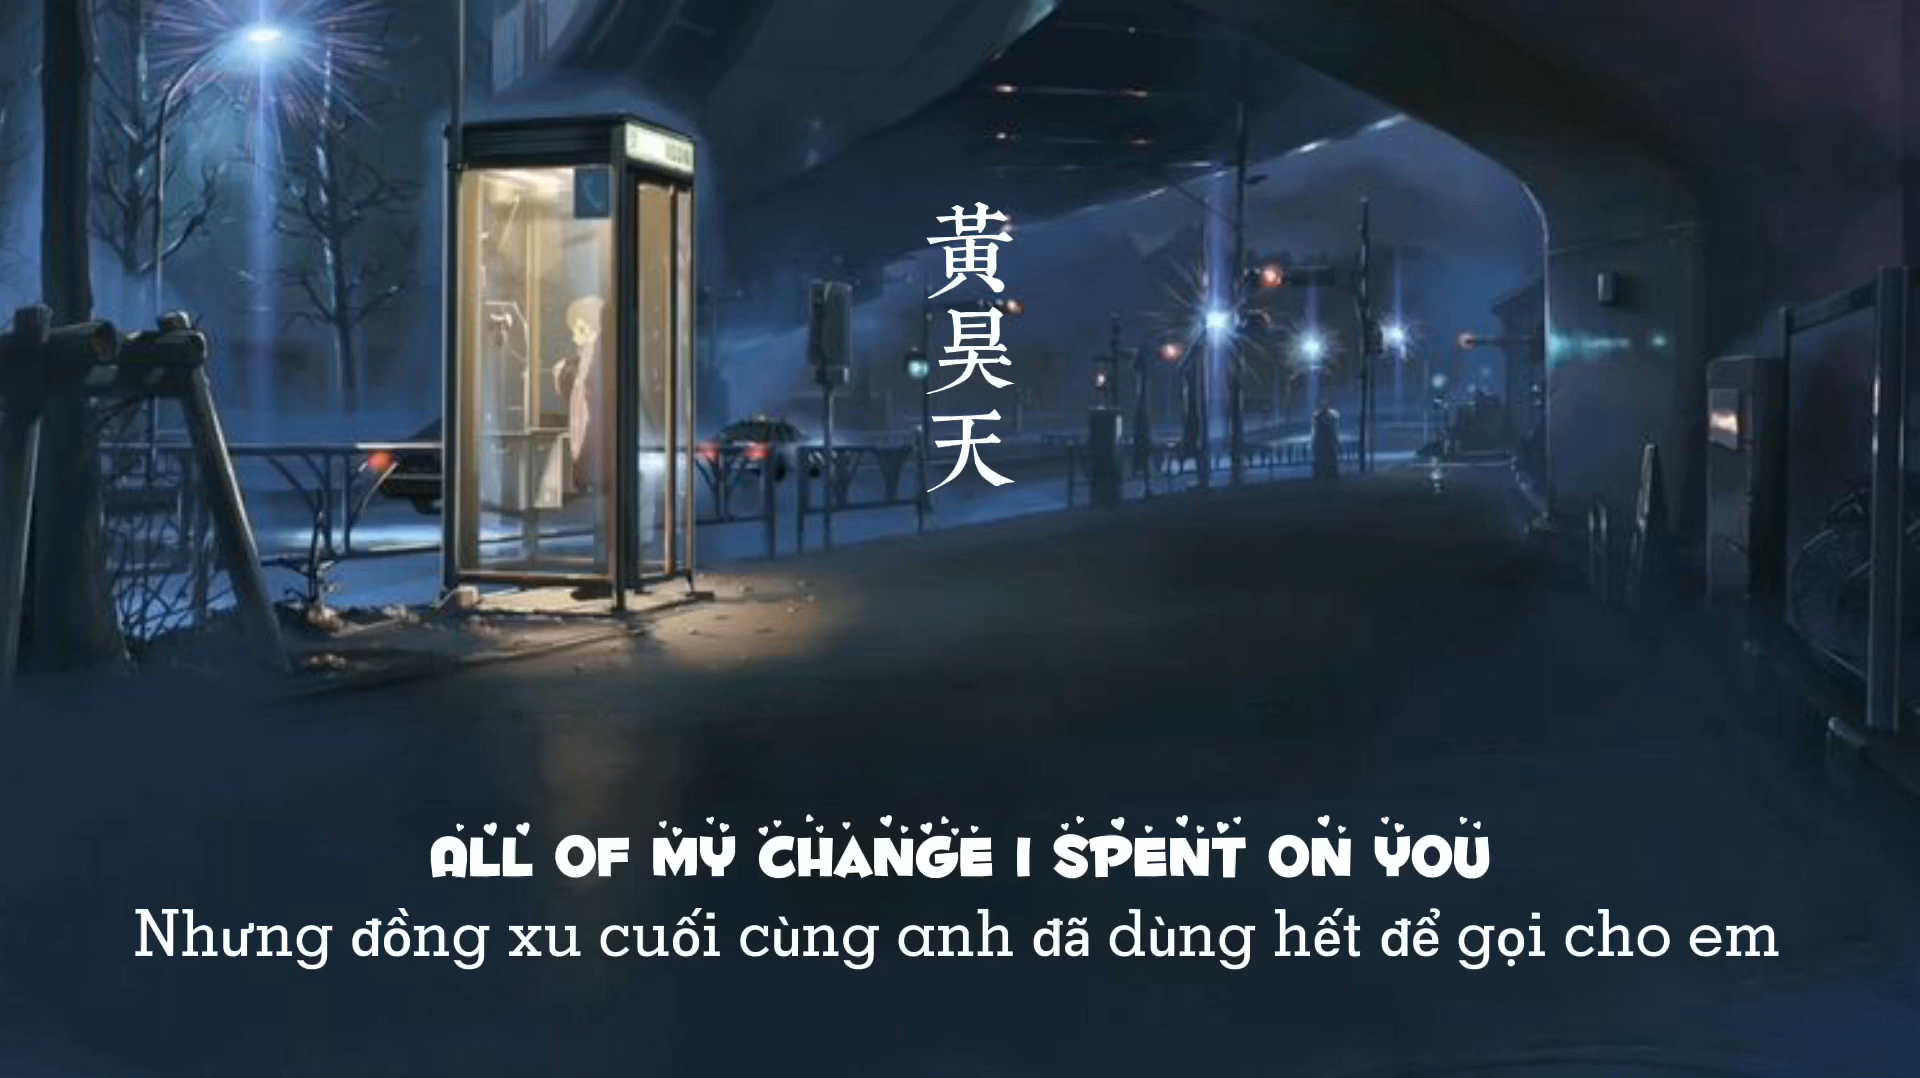 黃昊天
ALL OF MY CHANGE I SPENT ON YOU
Những đồng xu cuối cùng anh đã dùng hết để gọi cho em